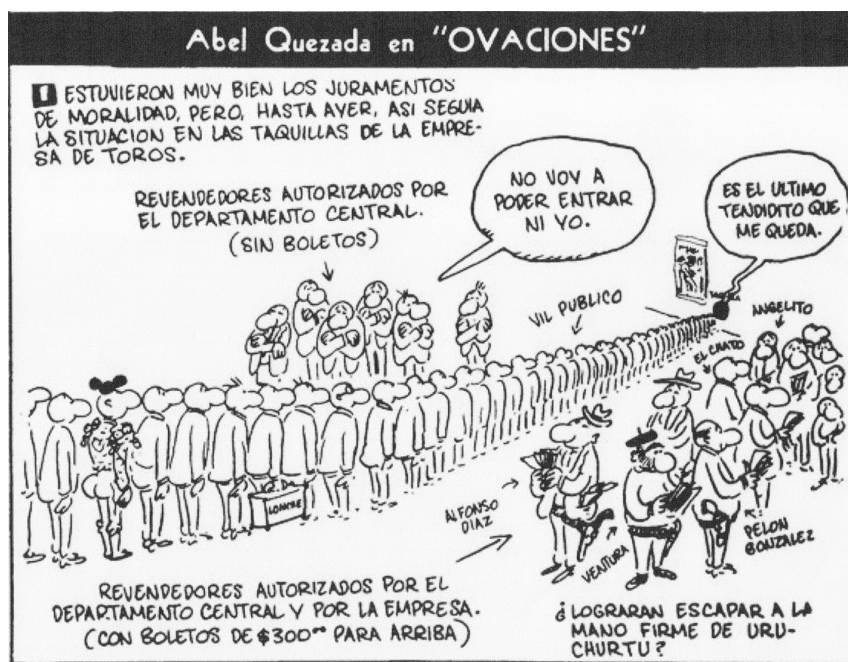 Abel Quezada en "OVACIONES"
1 ESTUVIERON MUY BIEN LOS JURAMENTOS
DE MORALIDAD, PERO, HASTA AYER, ASI SEGUIA
LA SITUACION EN LAS TAQUILLAS DE LA EMPRE-
SA DE TOROS.
REVENDEDORES AUTORIZADOS POR
EL DEPARTAMENTO CENTRAL.
(SIN BOLETOS)
NO VOY A
PODER ENTRAR
NI YO.
ES EL ULTIMO
TENDIDITO QUE
ME QUEDA.
VIL PUBLICO
ANGELITO
EL CHATO
ALFONSO
DIAZ
VENTURA
PELON
GONZALEZ
REVENDEDORES AUTORIZADOS POR EL
DEPARTAMENTO CENTRAL Y POR LA EMPRESA.
(CON BOLETOS DE $300.00 PARA ARRIBA)
¿LOGRARAN ESCAPAR A LA
MANO FIRME DE URU-
CHURTU?